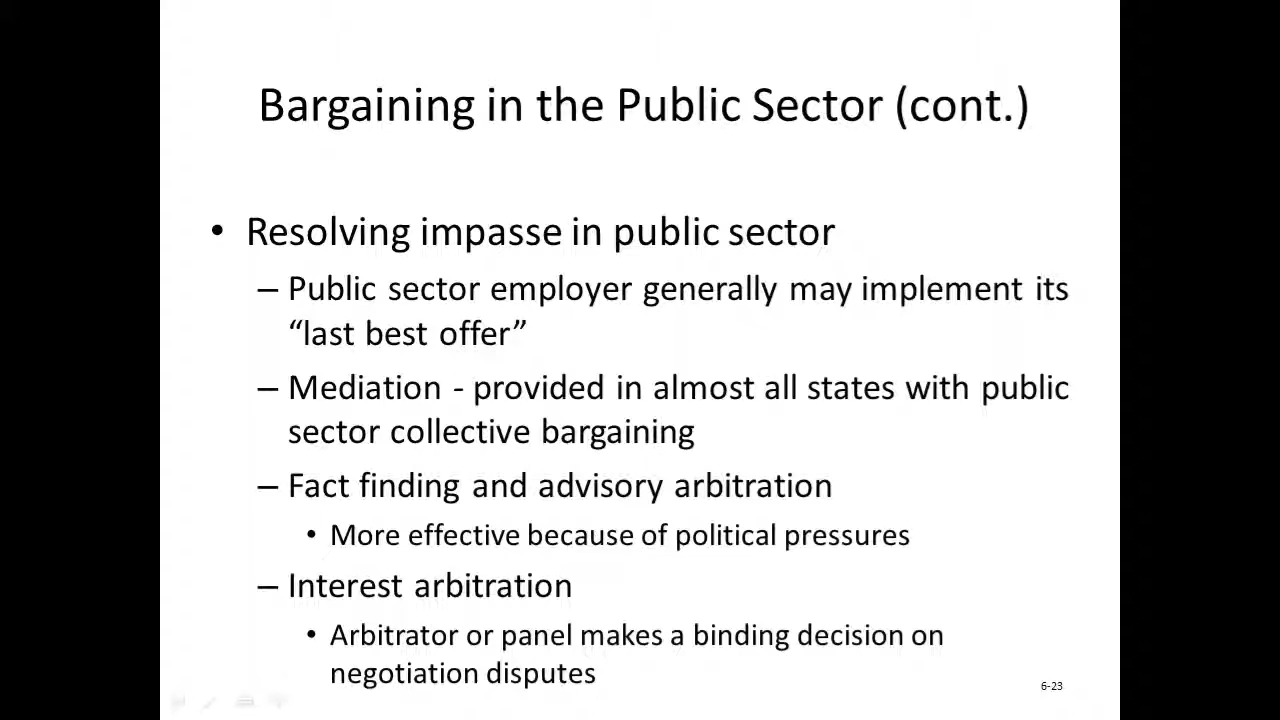 Bargaining in the Public Sector (cont.)
• Resolving impasse in public sector
– Public sector employer generally may implement its
“last best offer”
– Mediation - provided in almost all states with public
sector collective bargaining
– Fact finding and advisory arbitration
• More effective because of political pressures
– Interest arbitration
• Arbitrator or panel makes a binding decision on
negotiation disputes
6-23